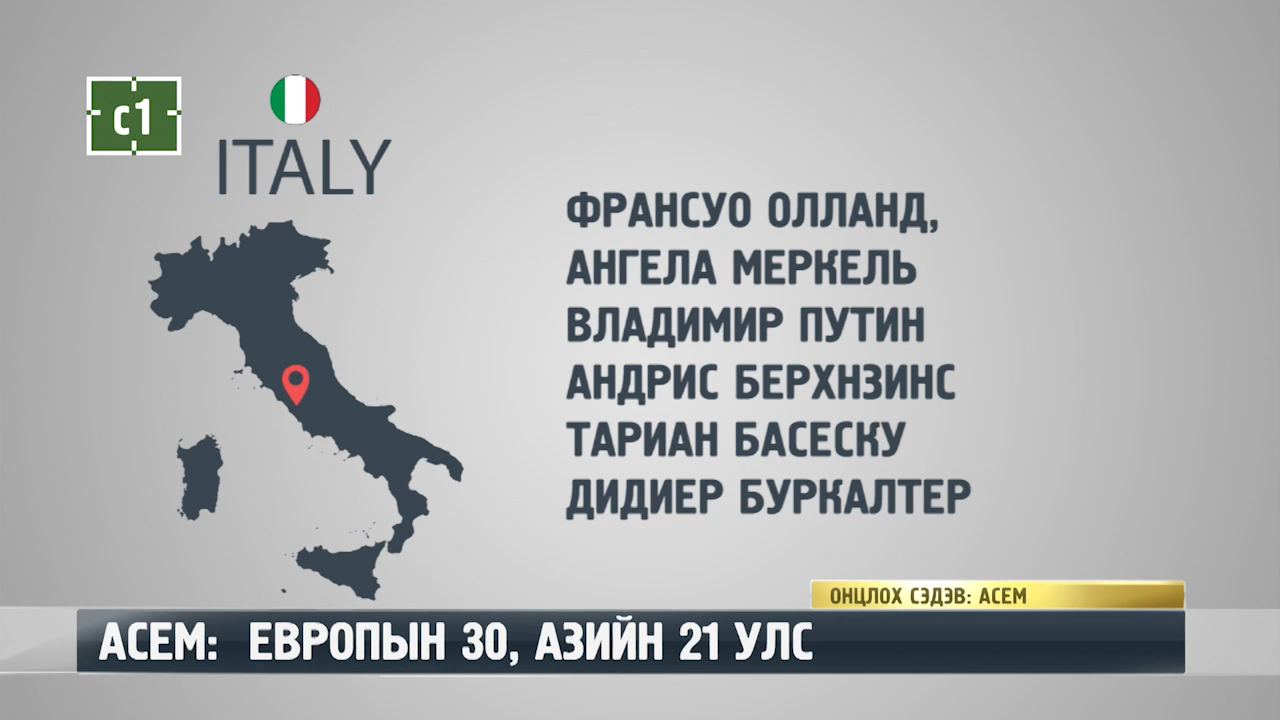 c1
ITALY
ФРАНСУО ОЛЛАНД,
АНГЕЛА МЕРКЕЛЬ
ВЛАДИМИР ПУТИН
АНДРИС БЕРХНЗИНС
ТАРИАН БАСЕСКУ
ДИДИЕР БУРКАЛТЕР
ОНЦЛОХ СЭДЭВ: АСЕМ
АСЕМ: ЕВРОПЫН 30, АЗИЙН 21 УЛС